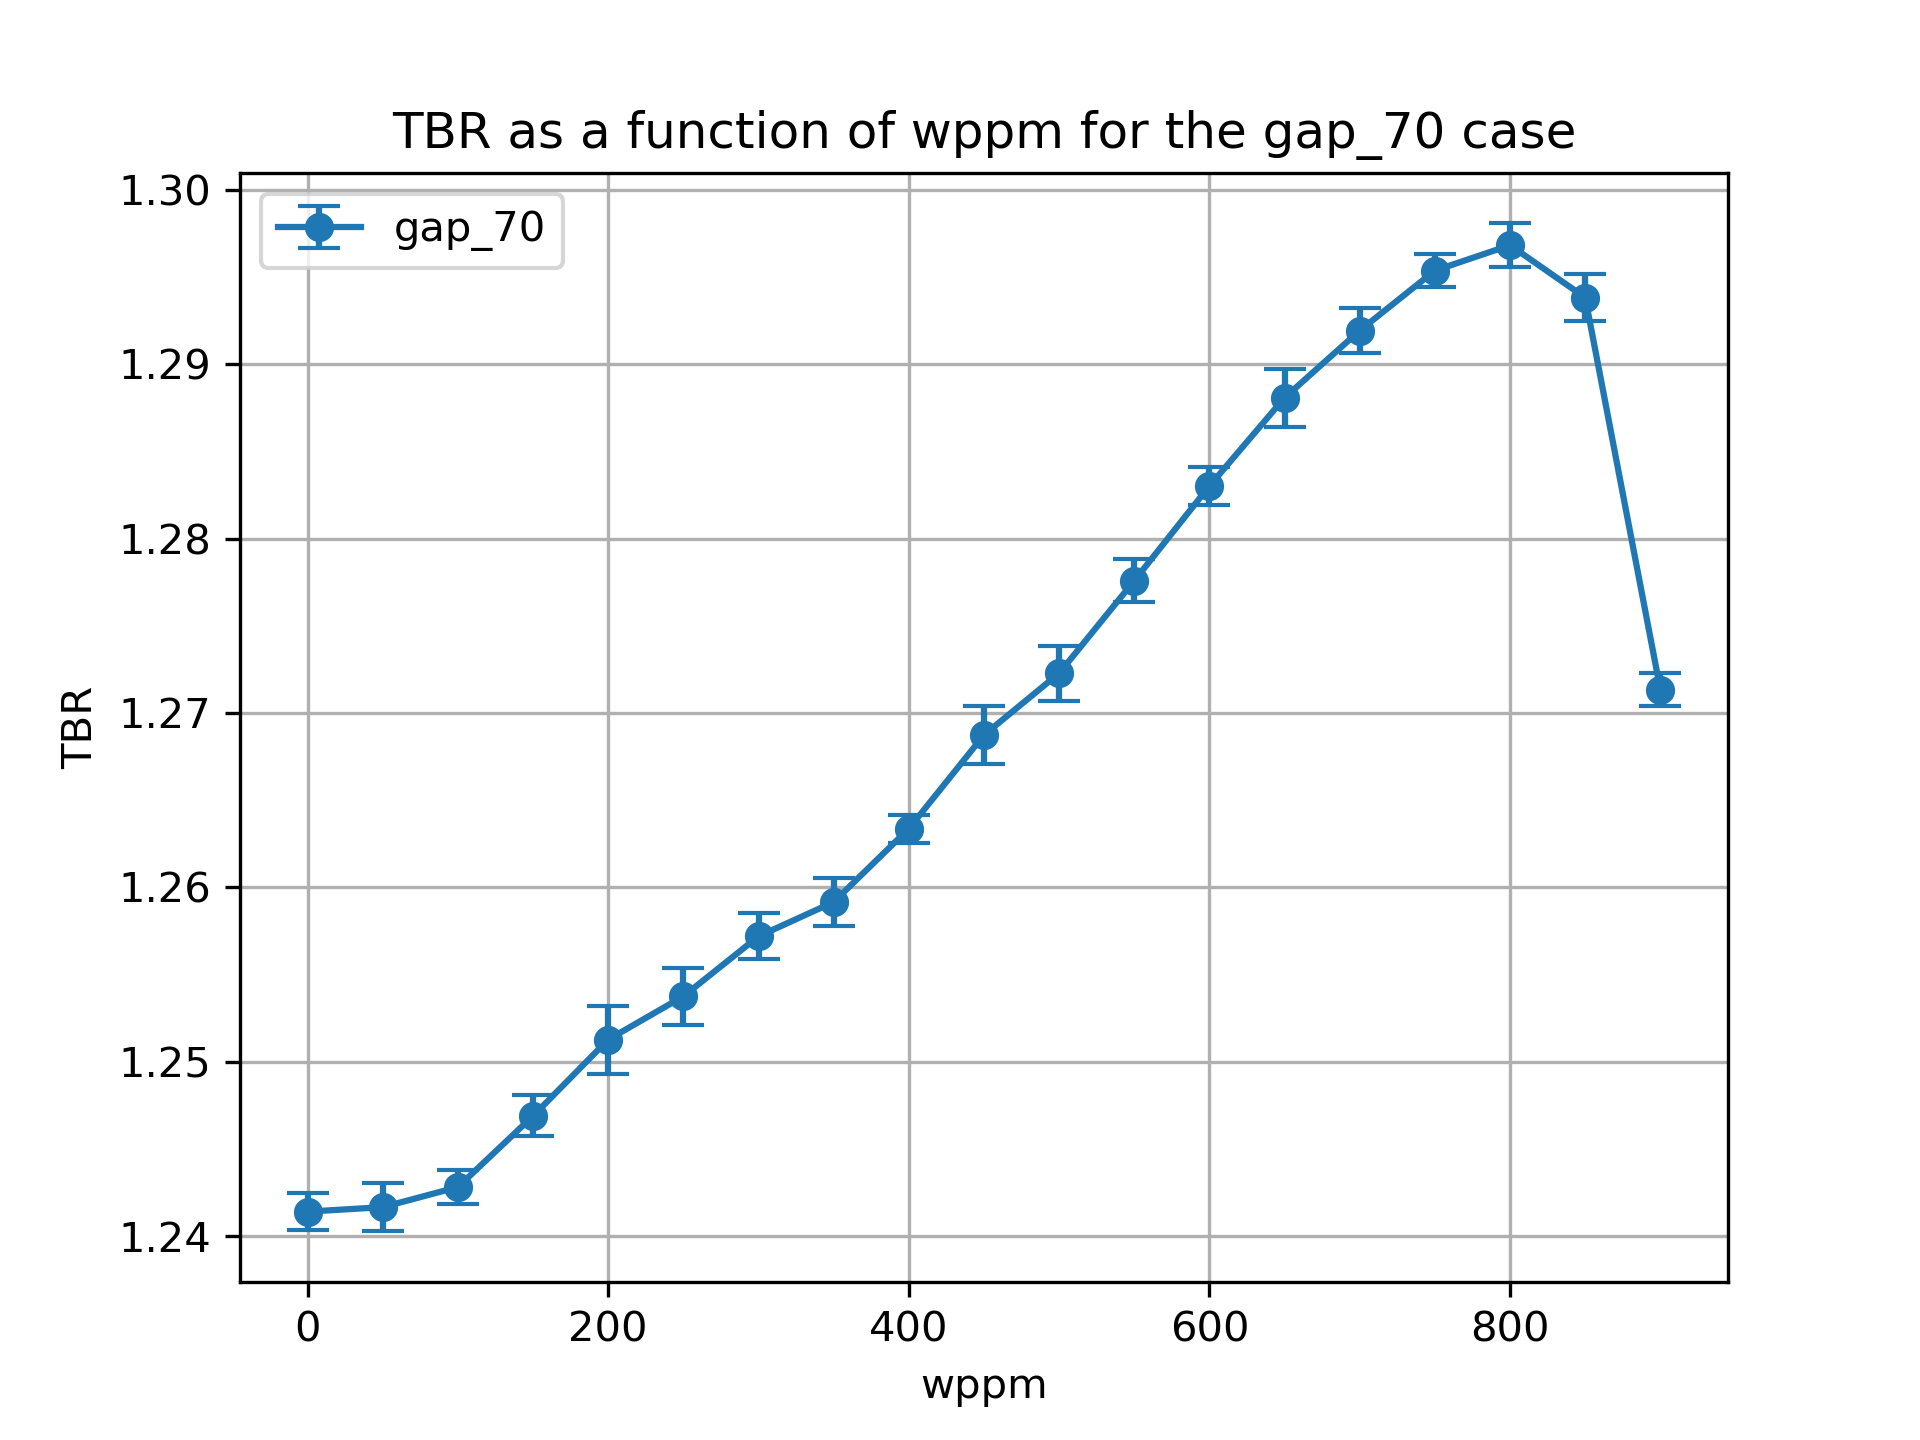 TBR as a function of wppm for the gap_70 case
gap_70
1.30
1.29
1.28
1.27
1.26
1.25
1.24
TBR
0 200 400 600 800
wppm